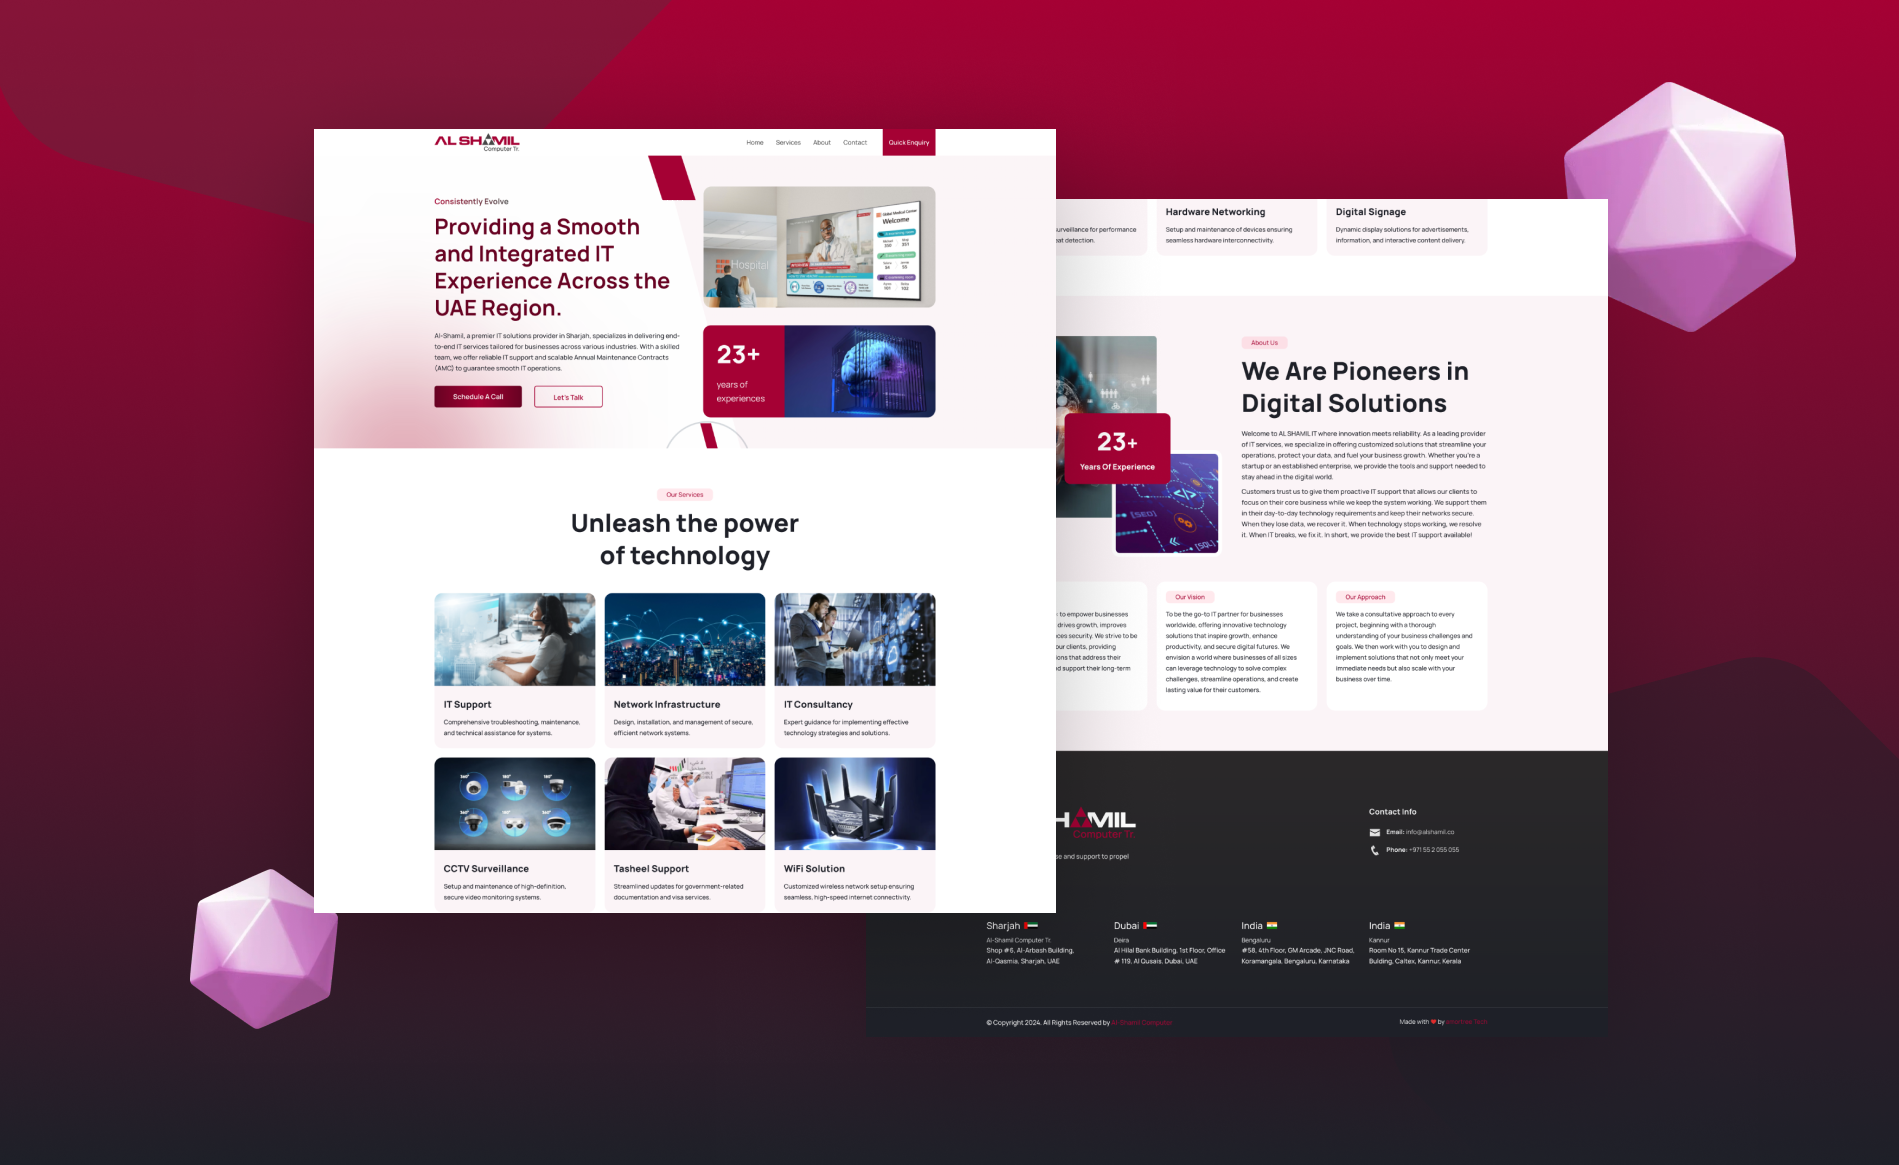 AL SHAMIL
Computer Tr.
Home Services About Contact Quick Enquiry
Consistently Evolve
Providing a Smooth
and Integrated IT
Experience Across the
UAE Region.
Al-Shamil, a premier IT solutions provider in Sharjah, specializes in delivering end-
to-end IT services tailored for businesses across various industries. With a skilled
team, we offer reliable IT support and scalable Annual Maintenance Contracts
(AMC) to guarantee smooth IT operations.
Schedule A Call Let's Talk
Hospital
Global Medical Center
Welcome
23+
years of
experiences
Our Services
Unleash the power
of technology
IT Support
Comprehensive troubleshooting, maintenance,
and technical assistance for systems.
Network Infrastructure
Design, installation, and management of secure,
efficient network systems.
IT Consultancy
Expert guidance for implementing effective
technology strategies and solutions.
360° 180° 360°
360°
CCTV Surveillance
Setup and maintenance of high-definition,
secure video monitoring systems.
Tasheel Support
Streamlined updates for government-related
documentation and visa services.
WiFi Solution
Customized wireless network setup ensuring
seamless, high-speed internet connectivity.
urveillance for performance
at detection.
Hardware Networking
Setup and maintenance of devices ensuring
seamless hardware interconnectivity.
Digital Signage
Dynamic display solutions for advertisements,
information, and interactive content delivery.
23+
Years Of Experience
</>
[SEO]
[SQL]
About Us
We Are Pioneers in
Digital Solutions
Welcome to AL SHAMIL IT where innovation meets reliability. As a leading provider
of IT services, we specialize in offering customized solutions that streamline your
operations, protect your data, and fuel your business growth. Whether you're a
startup or an established enterprise, we provide the tools and support needed to
stay ahead in the digital world.
Customers trust us to give them proactive IT support that allows our clients to
focus on their core business while we keep the system working. We support them
in their day-to-day technology requirements and keep their networks secure.
When they lose data, we recover it. When technology stops working, we resolve
it. When IT breaks, we fix it. In short, we provide the best IT support available!
to empower businesses
drives growth, improves
ces security. We strive to be
our clients, providing
ons that address their
d support their long-term
Our Vision
To be the go-to IT partner for businesses
worldwide, offering innovative technology
solutions that inspire growth, enhance
productivity, and secure digital futures. We
envision a world where businesses of all sizes
can leverage technology to solve complex
challenges, streamline operations, and create
lasting value for their customers.
Our Approach
We take a consultative approach to every
project, beginning with a thorough
understanding of your business challenges and
goals. We then work with you to design and
implement solutions that not only meet your
immediate needs but also scale with your
business over time.
HAMIL
Computer Tr.
se and support to propel
Contact Info
Email: info@alshamil.co
Phone: +971 55 2 055 055
Sharjah
Al-Shamil Computer Tr.
Shop #6, Al-Arbash Building,
Al-Qasmia, Sharjah, UAE
Dubai
Deira
Al Hilal Bank Building, 1st Floor, Office
# 119, Al Qusais, Dubai, UAE
India
Bengaluru
#58, 4th Floor, GM Arcade, JNC Road,
Koramangala, Bengaluru, Karnataka
India
Kannur
Room No 15, Kannur Trade Center
Bulding, Caltex, Kannur, Kerala
© Copyright 2024. All Rights Reserved by Al-Shamil Computer
Made with ❤ by